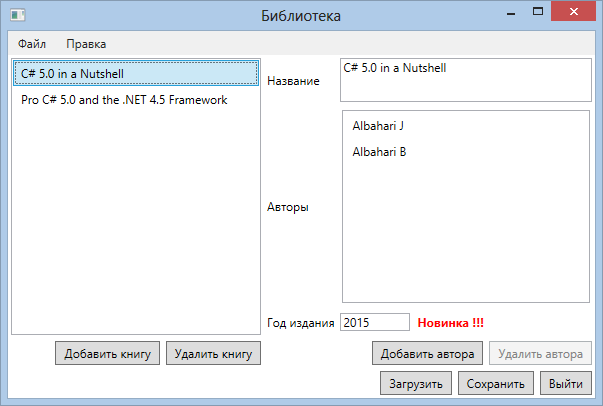 Библиотека
Файл Правка
C# 5.0 in a Nutshell
Pro C# 5.0 and the .NET 4.5 Framework
Название
C# 5.0 in a Nutshell
Авторы
Albahari J
Albahari B
Год издания 2015 Новинка !!!
Добавить книгу Удалить книгу Добавить автора Удалить автора
Загрузить Сохранить Выйти